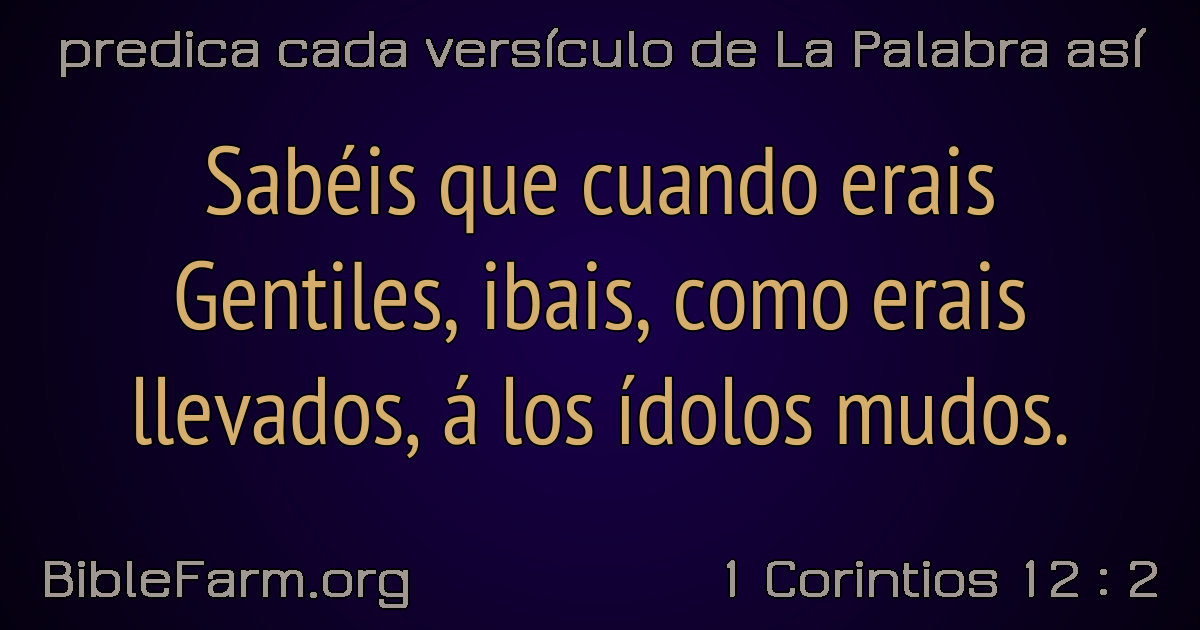 predica cada versículo de La Palabra así
Sabéis que cuando erais
Gentiles, ibais, como erais
llevados, á los ídolos mudos.
BibleFarm.org
1 Corintios 12 : 2